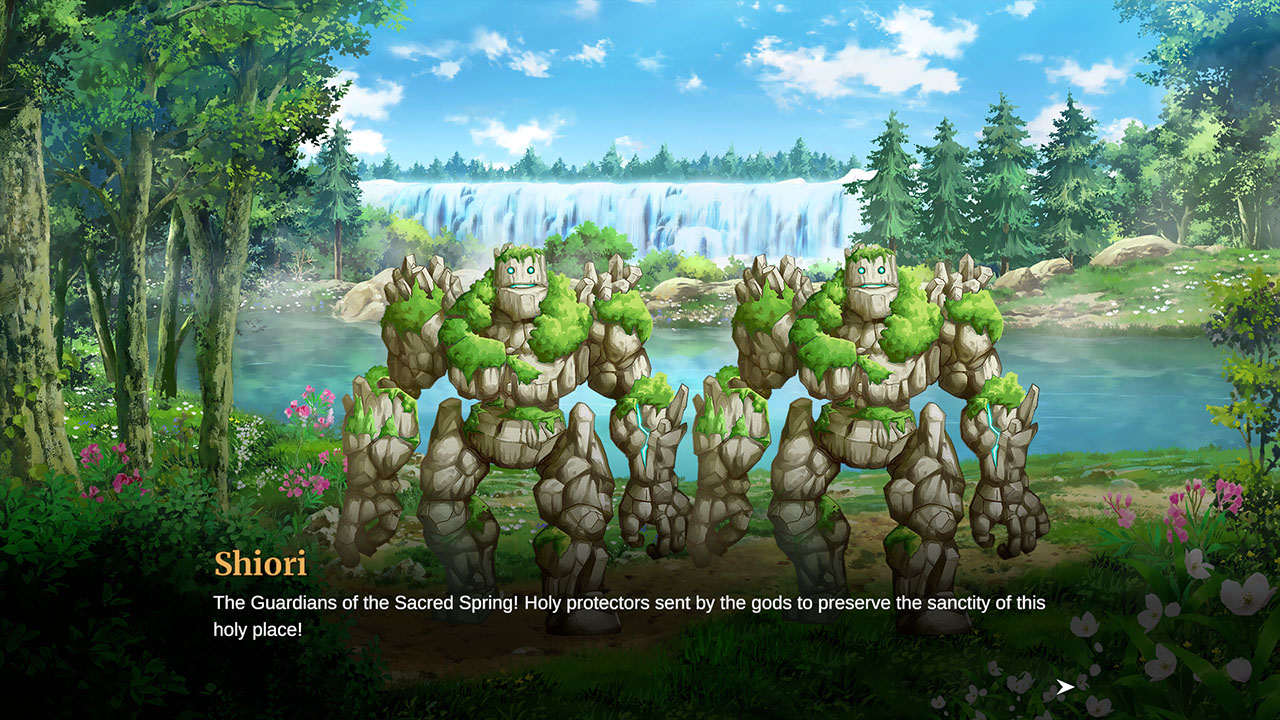 Shiori
The Guardians of the Sacred Spring! Holy protectors sent by the gods to preserve the sanctity of this
holy place!